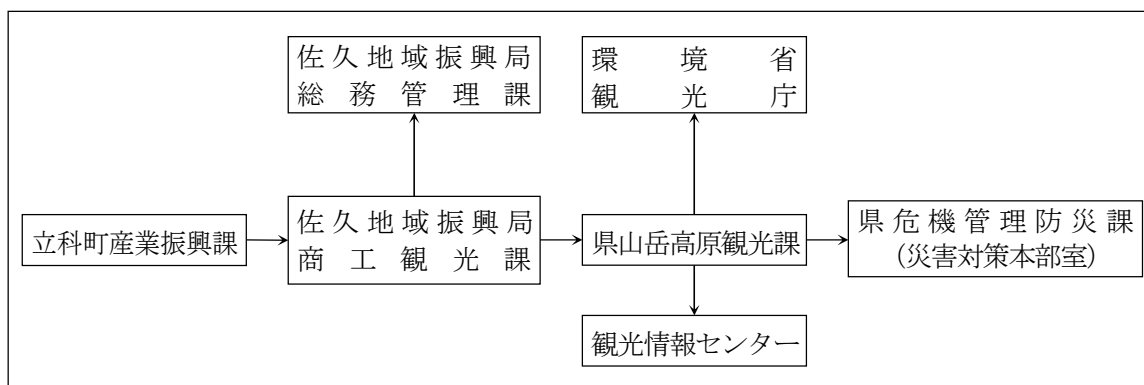 佐久地域振興局
総務管理課
環境省
観光庁
立科町産業振興課
佐久地域振興局
商工観光課
県山岳高原観光課
県危機管理防災課
(災害対策本部室)
観光情報センター